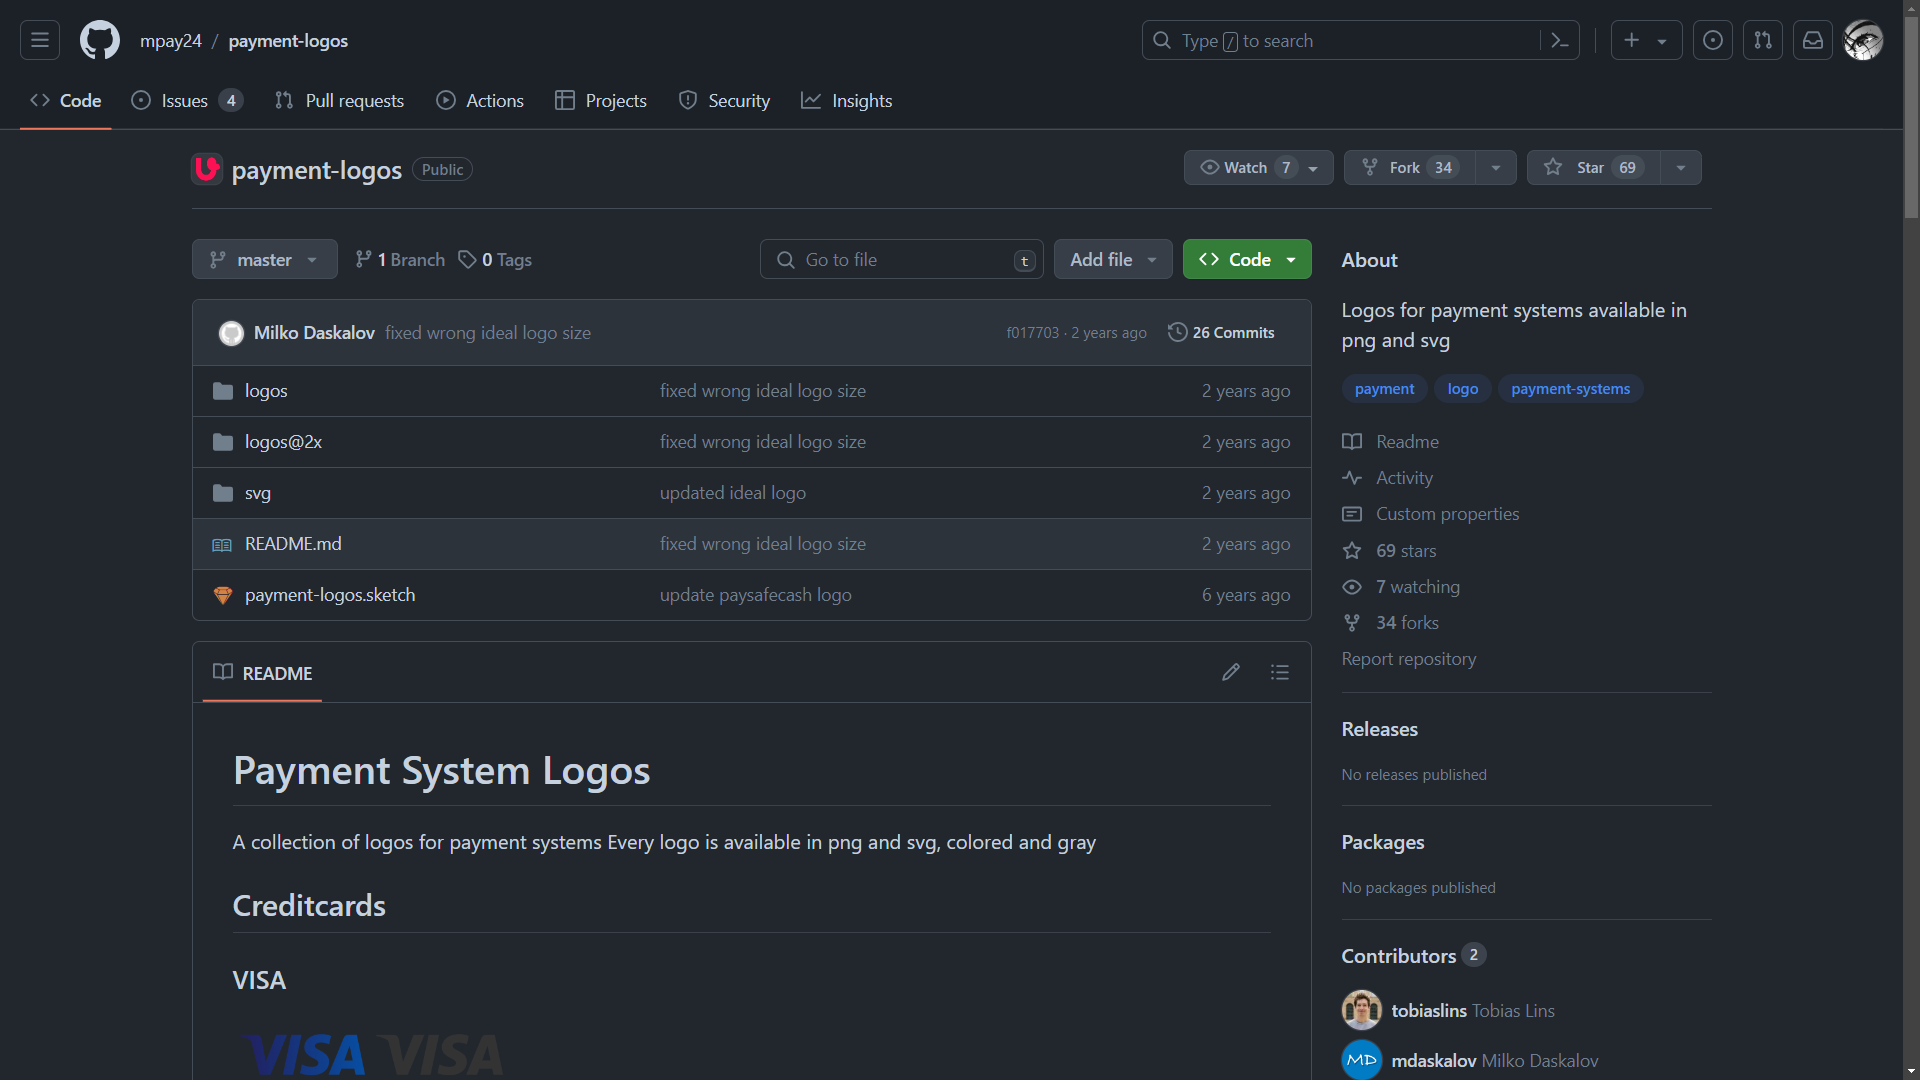 mpay24 / payment-logos
Type / to search
Code
Issues 4
Pull requests
Actions
Projects
Security
Insights
payment-logos Public
Watch 7
Fork 34
Star 69
master
1 Branch
0 Tags
Go to file t
Add file
Code
Milko Daskalov fixed wrong ideal logo size f017703 · 2 years ago 26 Commits
logos fixed wrong ideal logo size 2 years ago
logos@2x fixed wrong ideal logo size 2 years ago
svg updated ideal logo 2 years ago
README.md fixed wrong ideal logo size 2 years ago
payment-logos.sketch update paysafecash logo 6 years ago
README
Payment System Logos
A collection of logos for payment systems Every logo is available in png and svg, colored and gray
Creditcards
VISA
VISA VISA
About
Logos for payment systems available in
png and svg
payment logo payment-systems
Readme
Activity
Custom properties
69 stars
7 watching
34 forks
Report repository
Releases
No releases published
Packages
No packages published
Contributors 2
tobiaslins Tobias Lins
MD mdaskalov Milko Daskalov